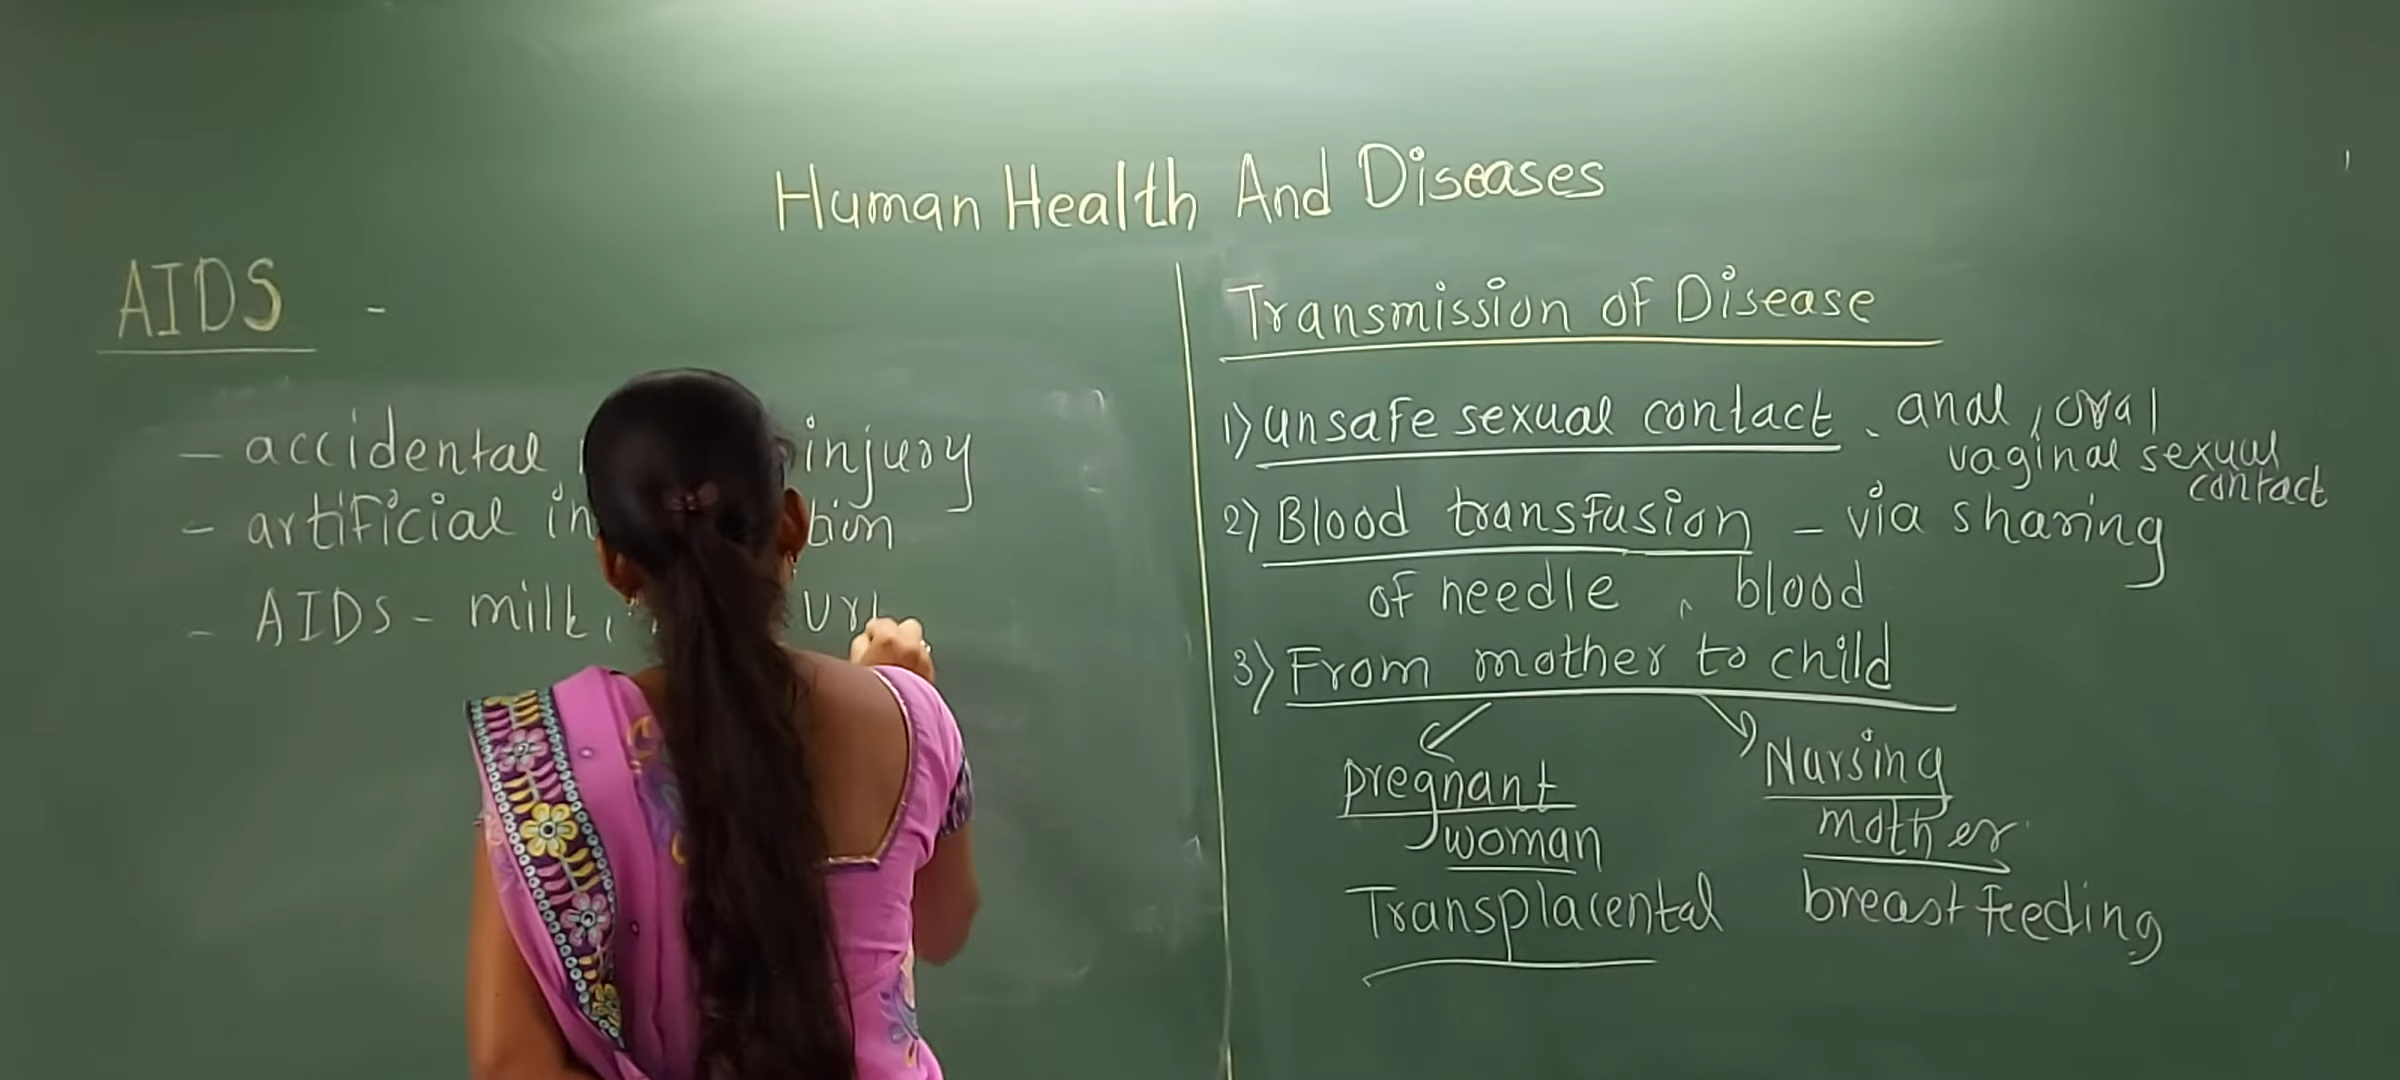 Human Health And Diseases
AIDS -
- accidental injury
- artificial
- AIDS - milk,
Transmission of Disease
1) unsafe sexual contact - anal, oral
vaginal sexual
contact
2) Blood transfusion - via sharing
of needle, blood
3) From mother to child
pregnant
woman
Transplacental
Nursing
mother
breast feeding